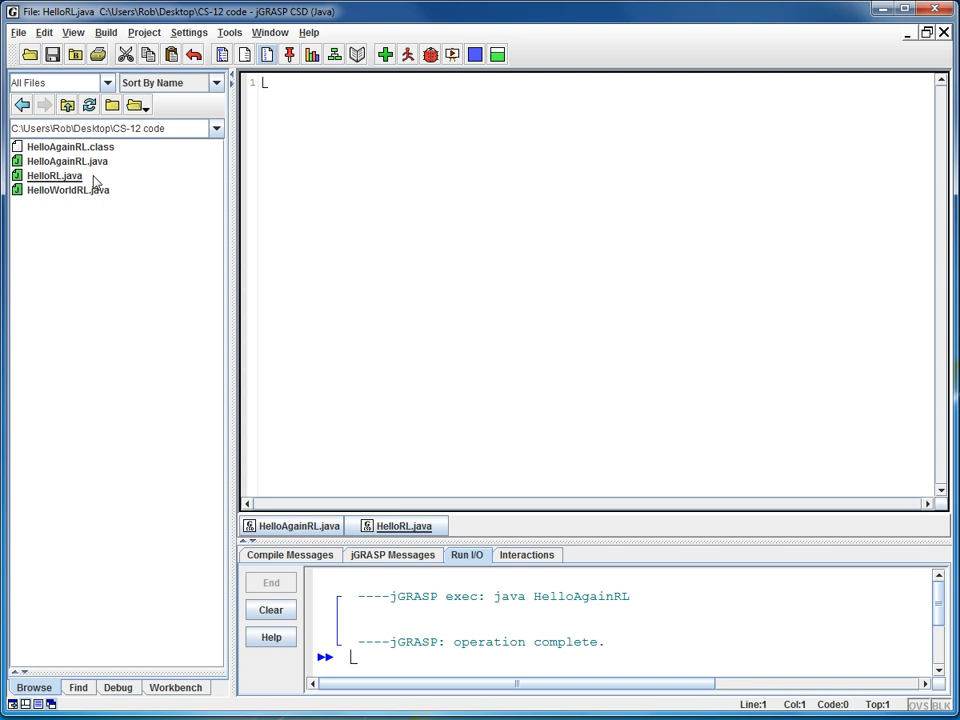 G File: HelloRL.java C:\Users\Rob\Desktop\CS-12 code - jGRASP CSD (Java)
File Edit View Build Project Settings Tools Window Help
All Files Sort By Name
C:\Users\Rob\Desktop\CS-12 code
HelloAgainRL.class
HelloAgainRL.java
HelloRL.java
HelloWorldRL.java
1
HelloAgainRL.java HelloRL.java
Compile Messages jGRASP Messages Run I/O Interactions
End
Clear
Help
----jGRASP exec: java HelloAgainRL
----jGRASP: operation complete.
Browse Find Debug Workbench
Line:1 Col:1 Code:0 Top:1 OVS BLK